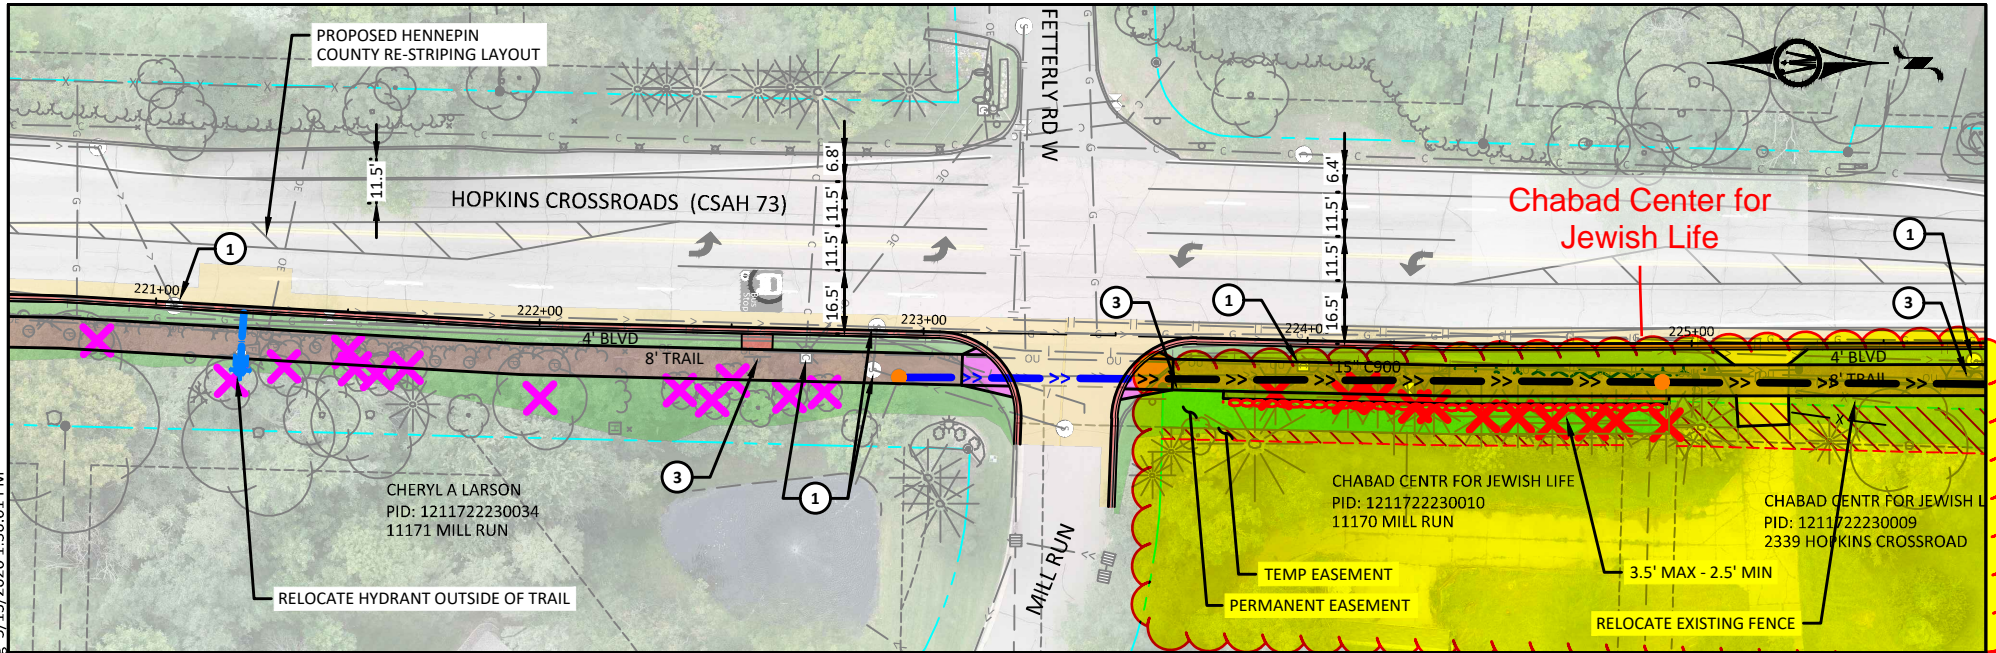 PROPOSED HENNEPIN
COUNTY RE-STRIPING LAYOUT
FETTERLY RD W
HOPKINS CROSSROADS (CSAH 73)
11.5'
6.8'
11.5'
11.5'
16.5'
6.4'
11.5'
11.5'
16.5'
Chabad Center for
Jewish Life
1
3
1
1
3
221+00
222+00
223+00
224+0
225+00
4' BLVD
8' TRAIL
15" C900
4' BLVD
8' TRAIL
3
1
CHERYL A LARSON
PID: 1211722230034
11171 MILL RUN
RELOCATE HYDRANT OUTSIDE OF TRAIL
MILL RUN
CHABAD CENTR FOR JEWISH LIFE
PID: 1211722230010
11170 MILL RUN
CHABAD CENTR FOR JEWISH L
PID: 1211722230009
2339 HOPKINS CROSSROAD
TEMP EASEMENT
PERMANENT EASEMENT
3.5' MAX - 2.5' MIN
RELOCATE EXISTING FENCE